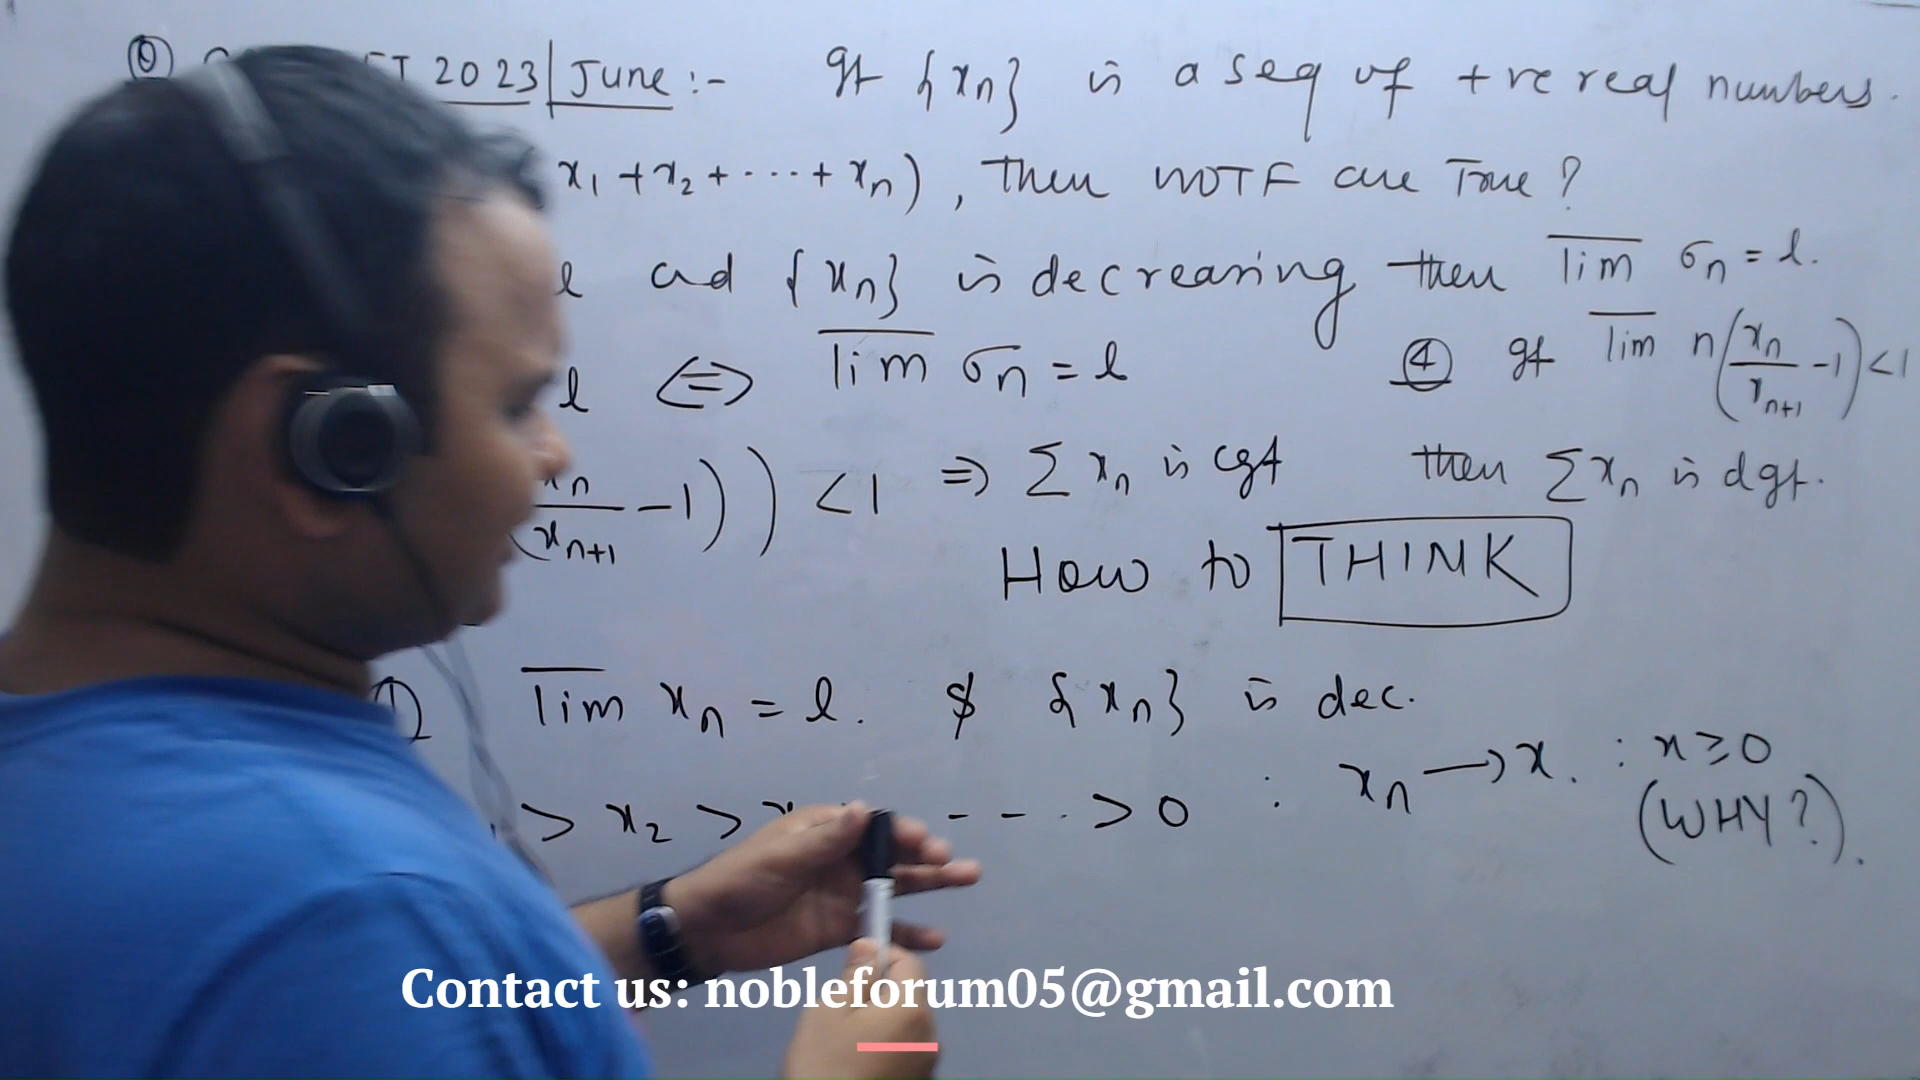 2023 | June :- If {xn} is a seq of +ve real numbers.
x1 + x2 + ... + xn), Then WOTF are True?
l and {xn} is decreasing then lim σn = l.
l <=> lim σn = l
④ If lim n(xn/xn+1 - 1) < 1
xn/xn+1 - 1)) < 1 => Σ xn is cgt
then Σ xn is dgt.
How to THINK
① lim xn = l. & {xn} is dec.
> x2 > - - . > 0 : xn → x. : x ≥ 0
(WHY?).
Contact us: nobleforum05@gmail.com